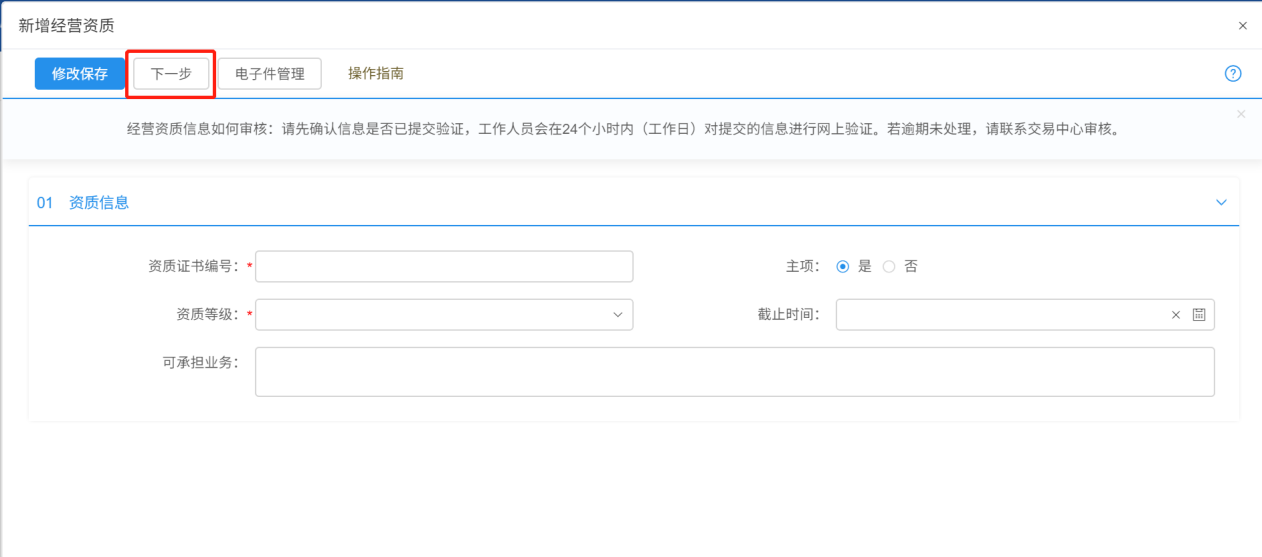 新增经营资质
修改保存 下一步 电子件管理 操作指南
经营资质信息如何审核：请先确认信息是否已提交验证，工作人员会在24个小时内（工作日）对提交的信息进行网上验证。若逾期未处理，请联系交易中心审核。
01 资质信息
资质证书编号：* 主项： 是 否
资质等级：* 截止时间：
可承担业务：